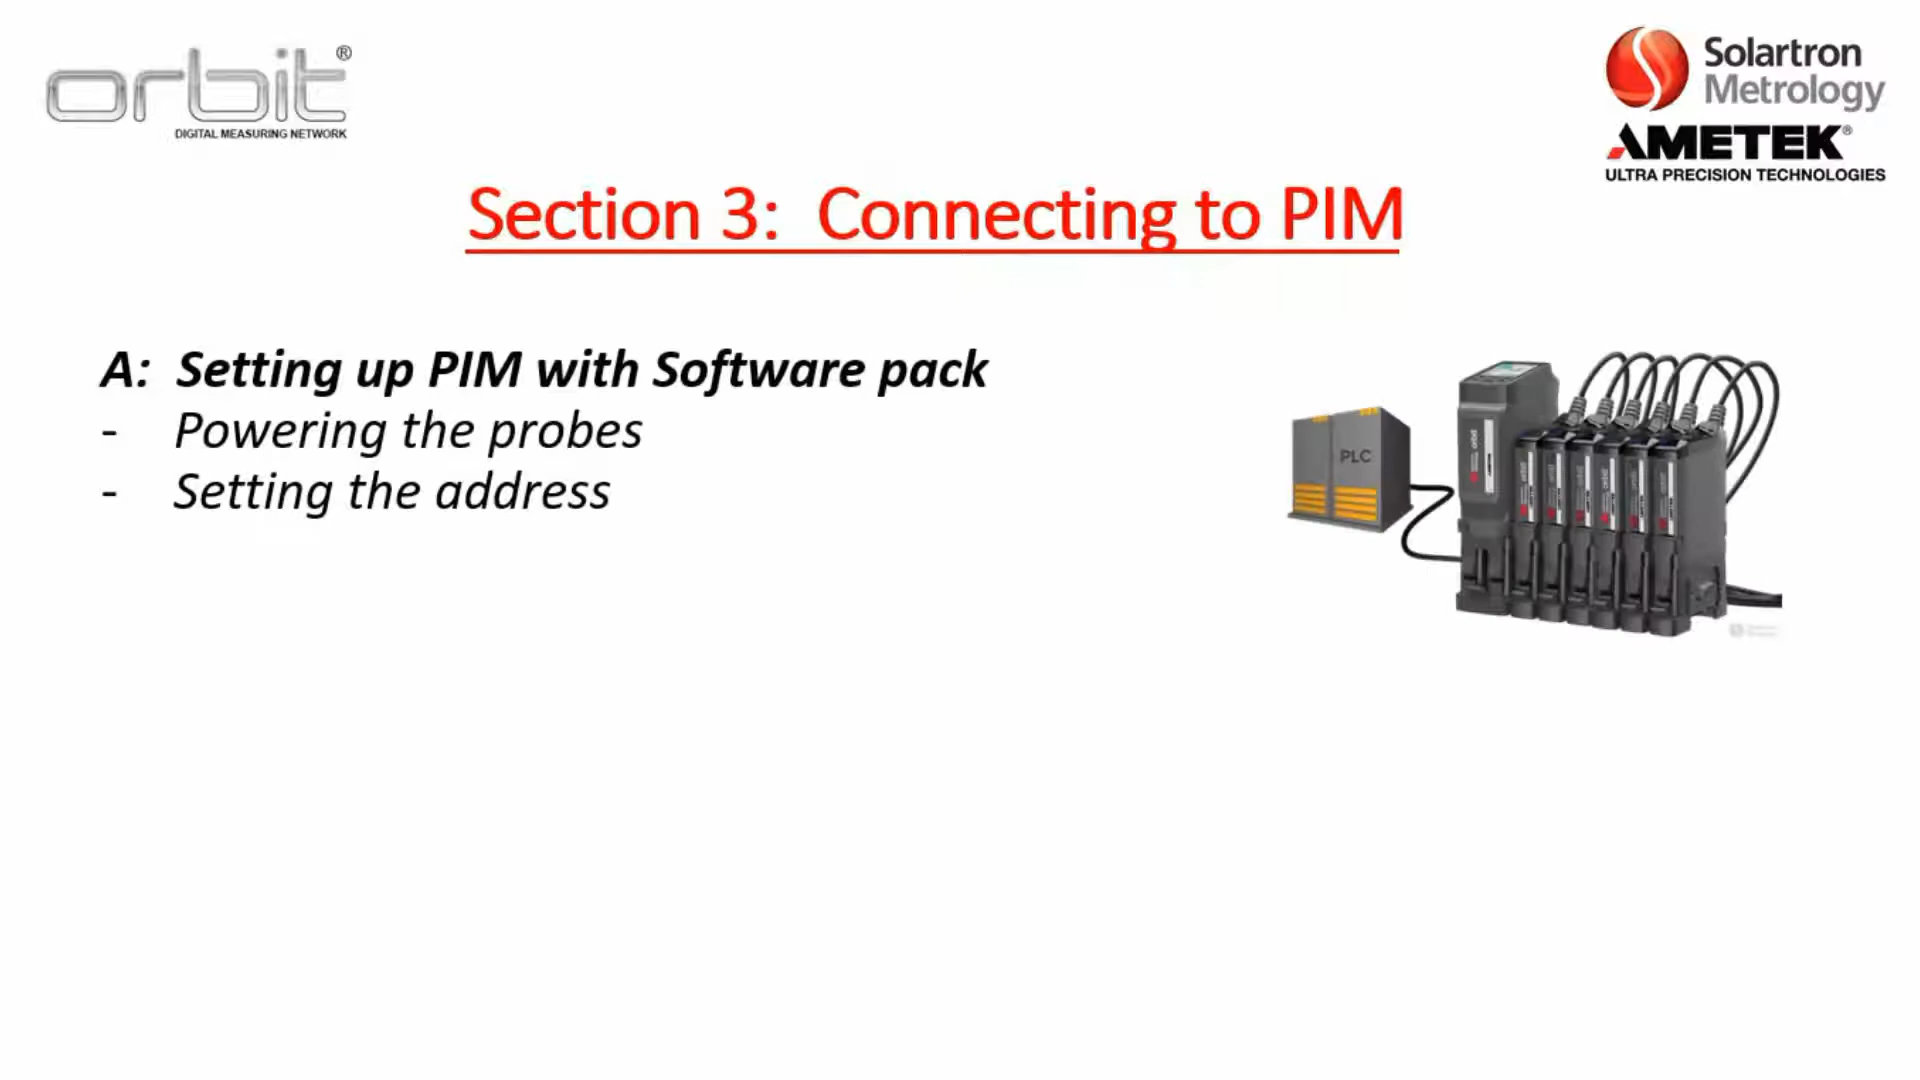 orbit®
DIGITAL MEASURING NETWORK
Solartron
Metrology
AMETEK®
ULTRA PRECISION TECHNOLOGIES
Section 3:  Connecting to PIM
A:  Setting up PIM with Software pack
-    Powering the probes
-    Setting the address
PLC
orbit